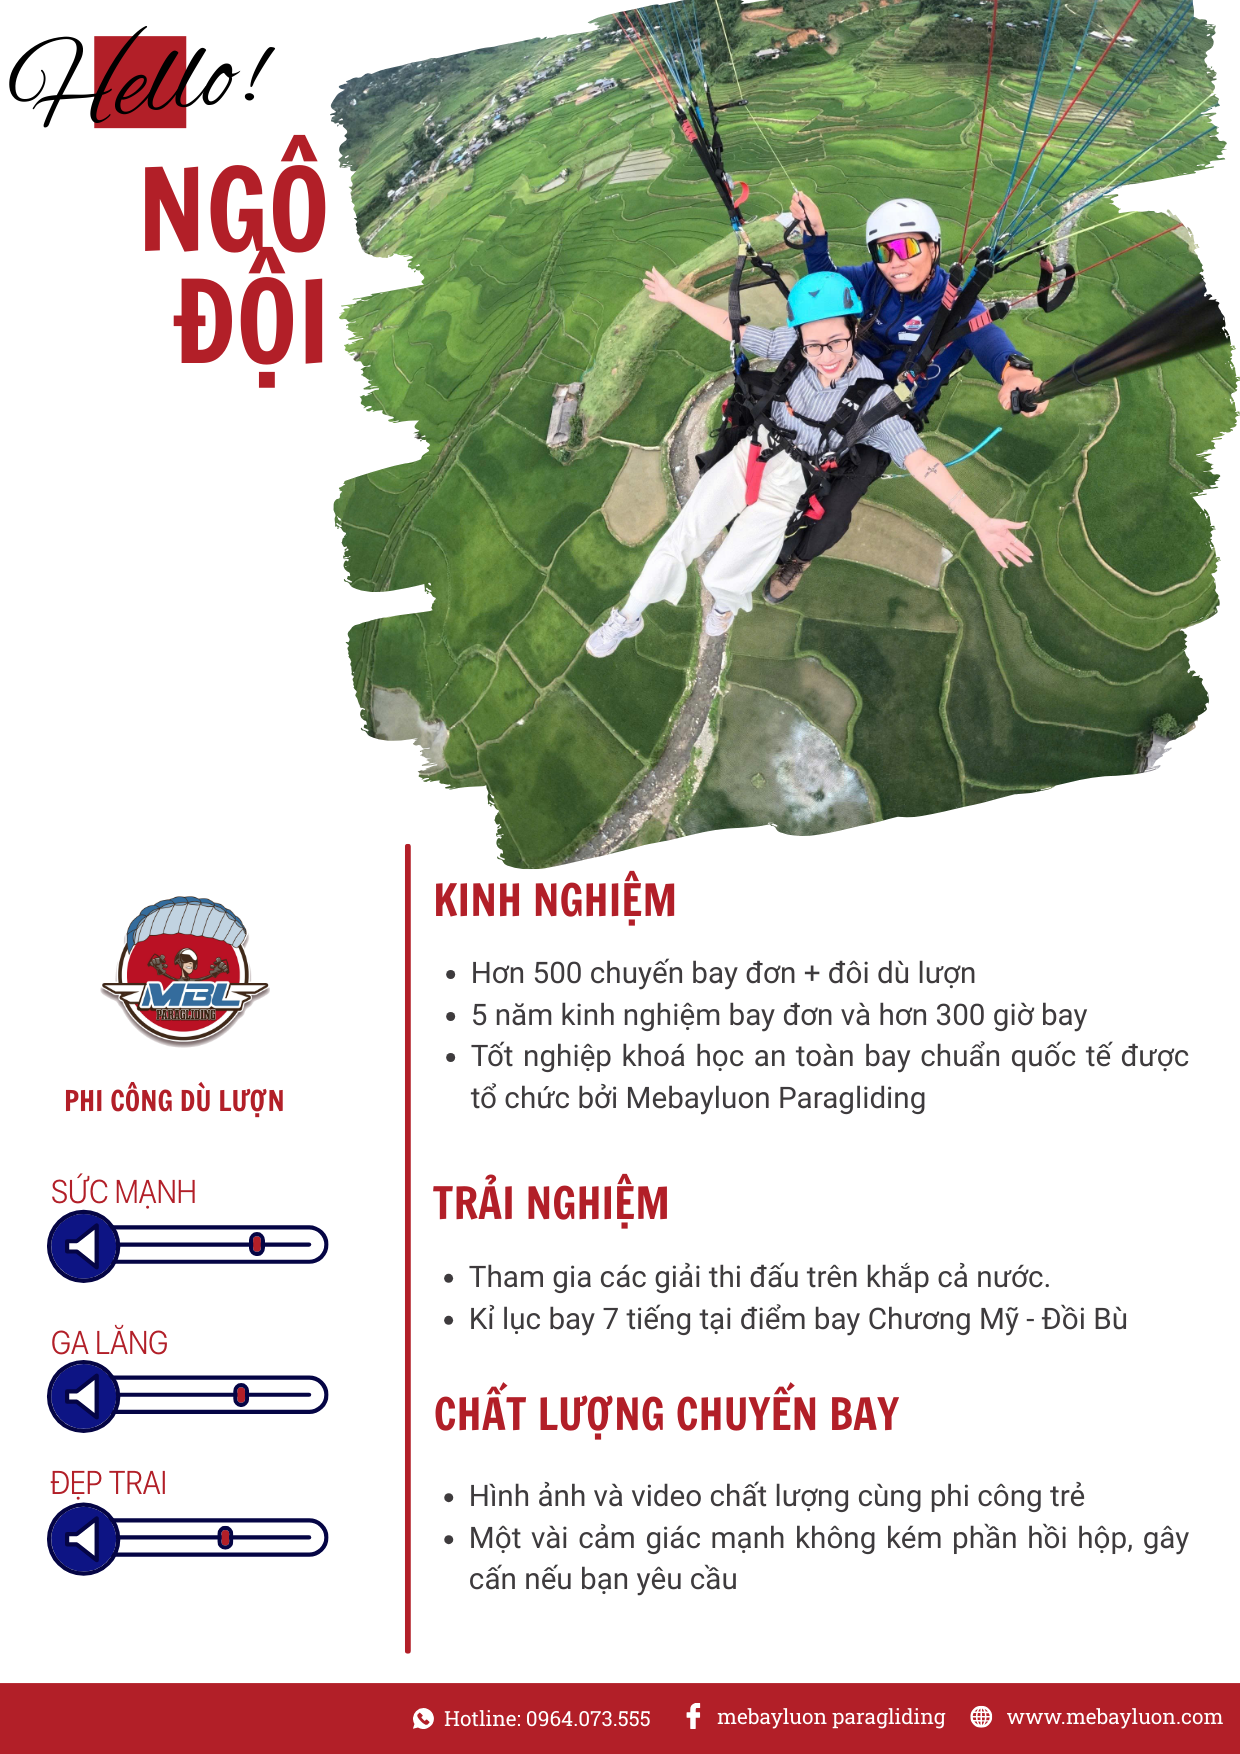 Hello!
NGÔ
ĐỘI
MBL
PARAGLIDING
PHI CÔNG DÙ LƯỢN
SỨC MẠNH
GA LĂNG
ĐẸP TRAI
KINH NGHIỆM
Hơn 500 chuyến bay đơn + đôi dù lượn
5 năm kinh nghiệm bay đơn và hơn 300 giờ bay
Tốt nghiệp khoá học an toàn bay chuẩn quốc tế được
tổ chức bởi Mebayluon Paragliding
TRẢI NGHIỆM
Tham gia các giải thi đấu trên khắp cả nước.
Kỉ lục bay 7 tiếng tại điểm bay Chương Mỹ - Đồi Bù
CHẤT LƯỢNG CHUYẾN BAY
Hình ảnh và video chất lượng cùng phi công trẻ
Một vài cảm giác mạnh không kém phần hồi hộp, gây
cấn nếu bạn yêu cầu
Hotline: 0964.073.555
mebayluon paragliding
www.mebayluon.com